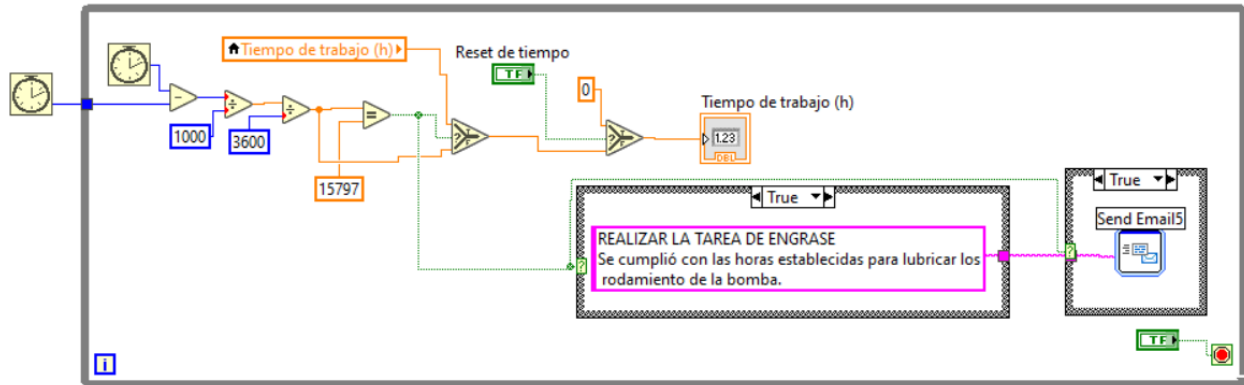 Tiempo de trabajo (h)
Reset de tiempo
TF
0
Tiempo de trabajo (h)
1.23
DBL
1000
3600
15797
True
True
Send Email5
REALIZAR LA TAREA DE ENGRASE
Se cumplió con las horas establecidas para lubricar los
rodamiento de la bomba.
?
?
?
?
TF
i